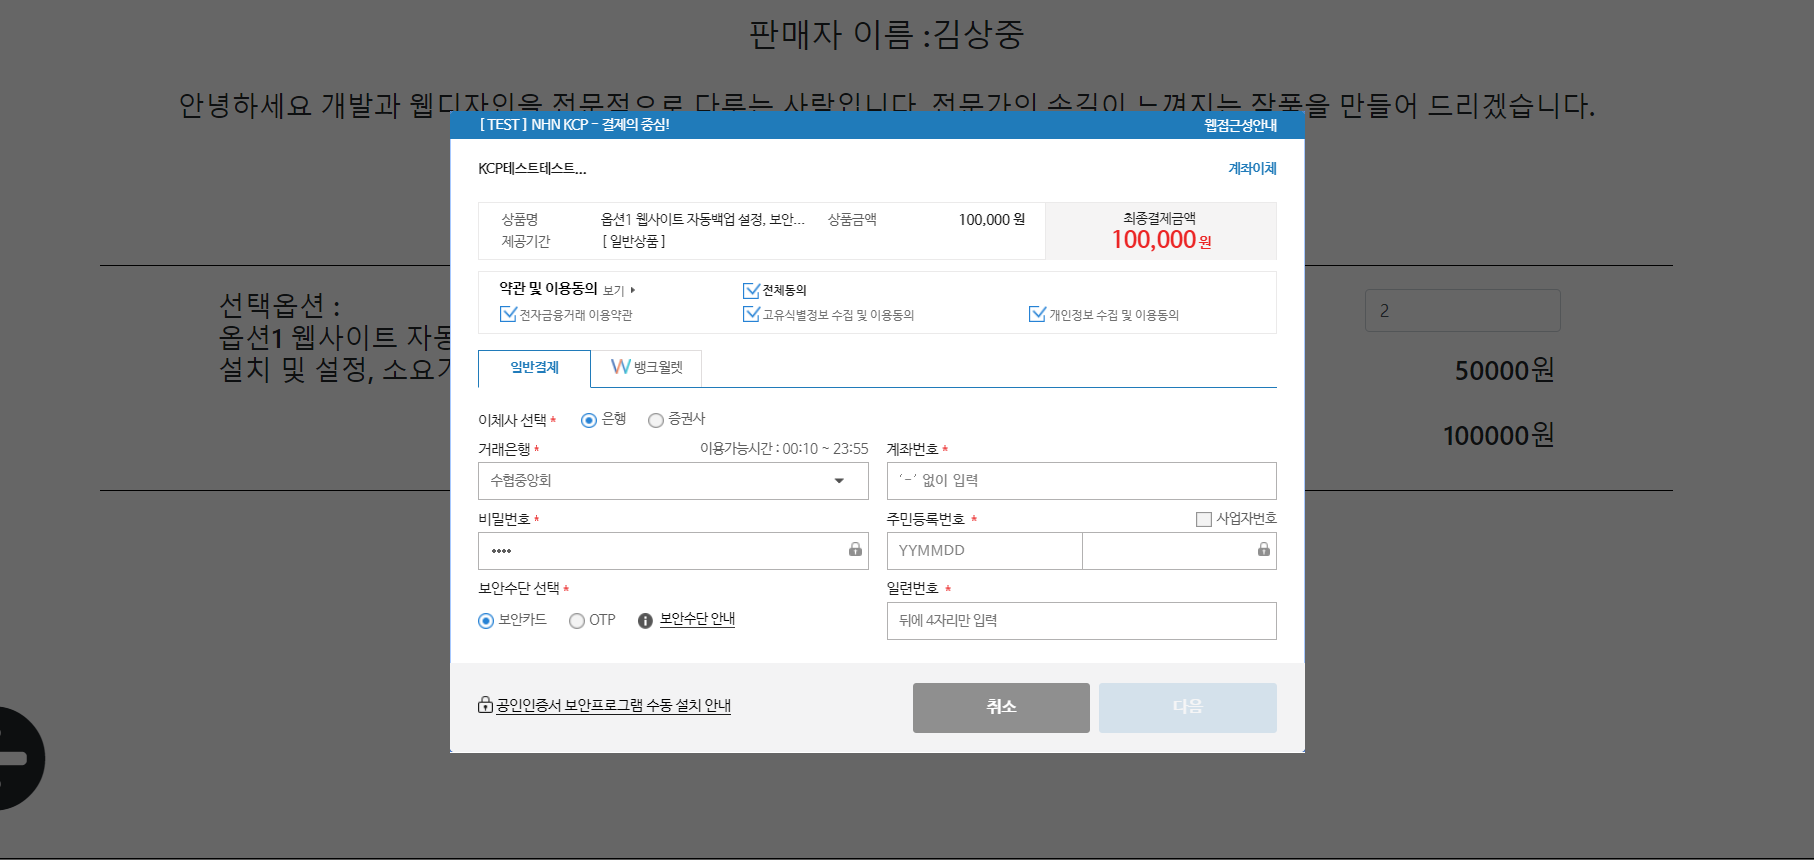 판매자 이름 :김상중
안녕하세요 개발과 웹디자인을 전문적으로 다루는 사람입니다. 전문가의 손길이 느껴지는 작품을 만들어 드리겠습니다.
[ TEST ] NHN KCP - 결제의 중심!
웹접근성안내
KCP테스트테스트...
계좌이체
상품명 옵션1 웹사이트 자동백업 설정, 보안... 상품금액 100,000 원
제공기간 [ 일반상품 ]
최종결제금액
100,000 원
약관 및 이용동의 보기
전체동의
전자금융거래 이용약관
고유식별정보 수집 및 이용동의
개인정보 수집 및 이용동의
선택옵션 :
옵션1 웹사이트 자동
설치 및 설정, 소요
2
50000원
100000원
일반결제
뱅크월렛
이체사 선택 * 은행 증권사
거래은행 * 이용가능시간 : 00:10 ~ 23:55
수협중앙회
계좌번호 *
'-' 없이 입력
비밀번호 *
••••
주민등록번호 * 사업자번호
YYMMDD
보안수단 선택 *
보안카드 OTP 보안수단 안내
일련번호 *
뒤에 4자리만 입력
공인인증서 보안프로그램 수동 설치 안내
취소
다음